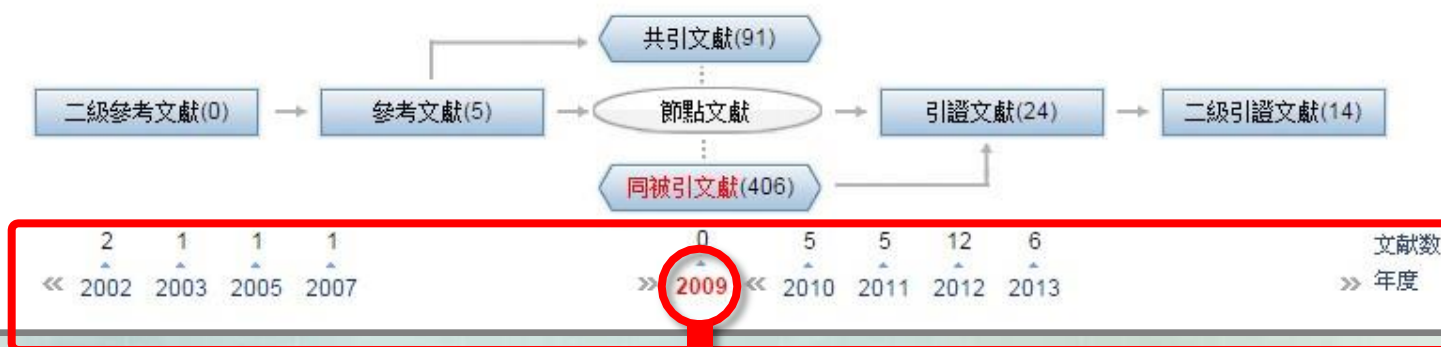 共引文獻(91)
二級參考文獻(0)
參考文獻(5)
節點文獻
引證文獻(24)
二級引證文獻(14)
同被引文獻(406)
2 1 1 1 0 5 5 12 6 文献数
« 2002 2003 2005 2007 » 2009 « 2010 2011 2012 2013 » 年度